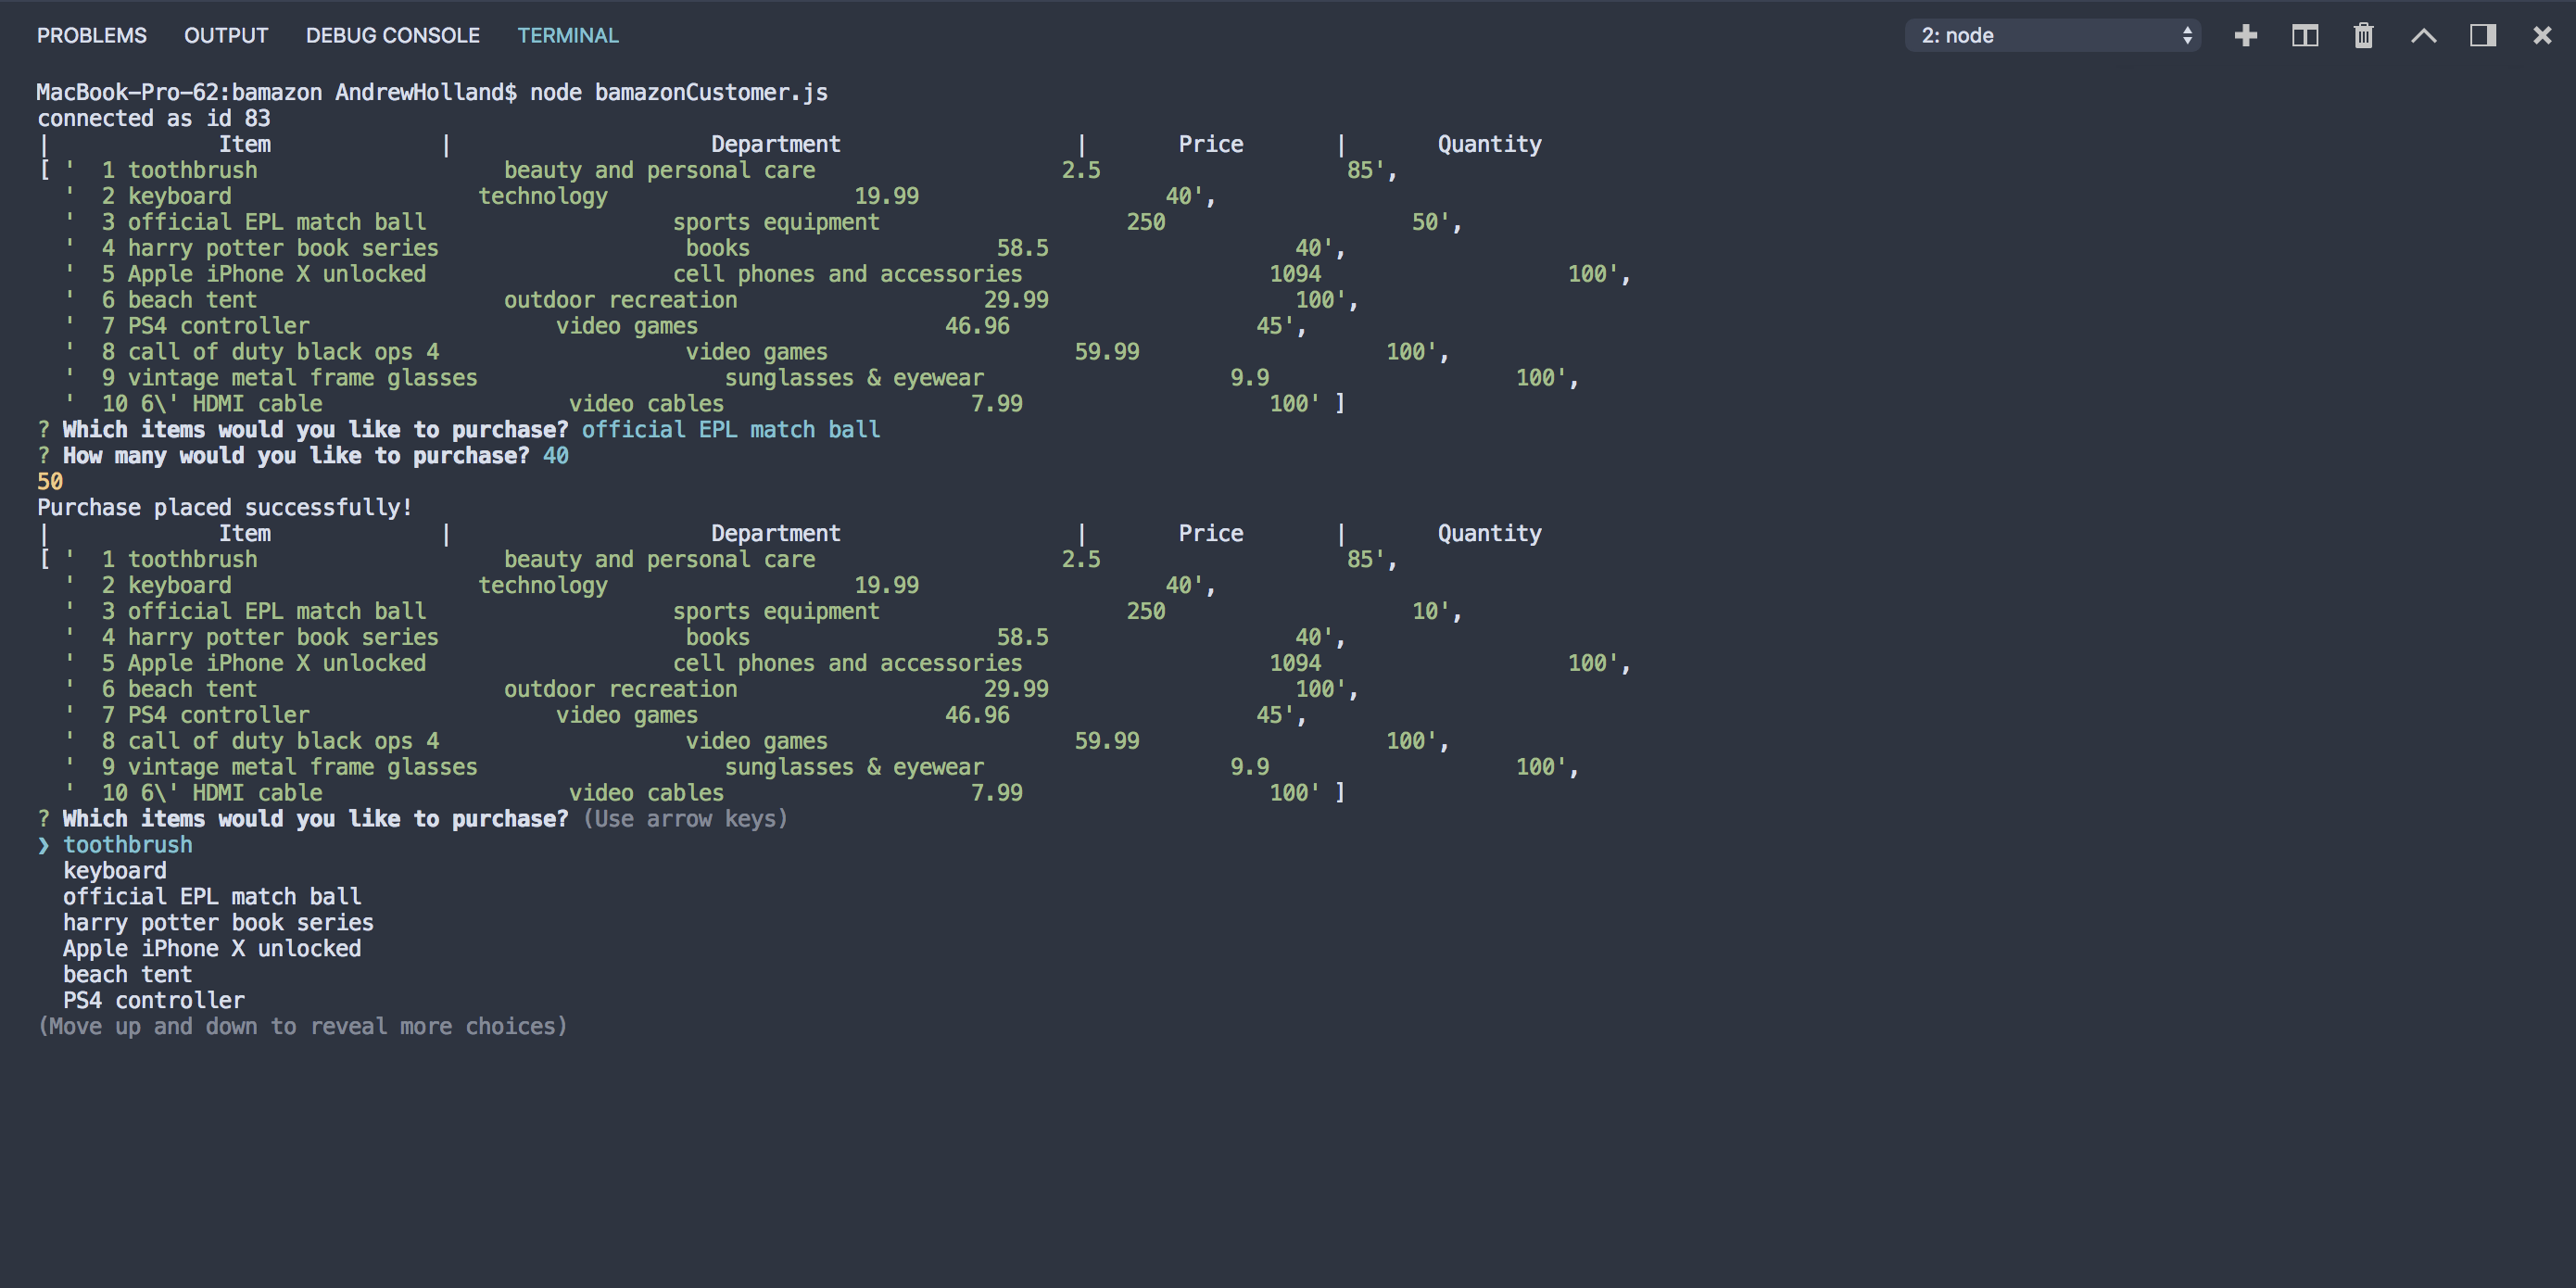 PROBLEMS OUTPUT DEBUG CONSOLE TERMINAL 2: node
MacBook-Pro-62:bamazon AndrewHolland$ node bamazonCustomer.js
connected as id 83
|             Item             |                    Department                  |       Price       |       Quantity
[ '  1 toothbrush                   beauty and personal care                   2.5                   85',
  '  2 keyboard                   technology                   19.99                   40',
  '  3 official EPL match ball                   sports equipment                   250                   50',
  '  4 harry potter book series                   books                   58.5                   40',
  '  5 Apple iPhone X unlocked                   cell phones and accessories                   1094                   100',
  '  6 beach tent                   outdoor recreation                   29.99                   100',
  '  7 PS4 controller                   video games                   46.96                   45',
  '  8 call of duty black ops 4                   video games                   59.99                   100',
  '  9 vintage metal frame glasses                   sunglasses & eyewear                   9.9                   100',
  '  10 6\' HDMI cable                   video cables                   7.99                   100' ]
? Which items would you like to purchase? official EPL match ball
? How many would you like to purchase? 40
50
Purchase placed successfully!
|             Item             |                    Department                  |       Price       |       Quantity
[ '  1 toothbrush                   beauty and personal care                   2.5                   85',
  '  2 keyboard                   technology                   19.99                   40',
  '  3 official EPL match ball                   sports equipment                   250                   10',
  '  4 harry potter book series                   books                   58.5                   40',
  '  5 Apple iPhone X unlocked                   cell phones and accessories                   1094                   100',
  '  6 beach tent                   outdoor recreation                   29.99                   100',
  '  7 PS4 controller                   video games                   46.96                   45',
  '  8 call of duty black ops 4                   video games                   59.99                   100',
  '  9 vintage metal frame glasses                   sunglasses & eyewear                   9.9                   100',
  '  10 6\' HDMI cable                   video cables                   7.99                   100' ]
? Which items would you like to purchase? (Use arrow keys)
❯ toothbrush
  keyboard
  official EPL match ball
  harry potter book series
  Apple iPhone X unlocked
  beach tent
  PS4 controller
(Move up and down to reveal more choices)